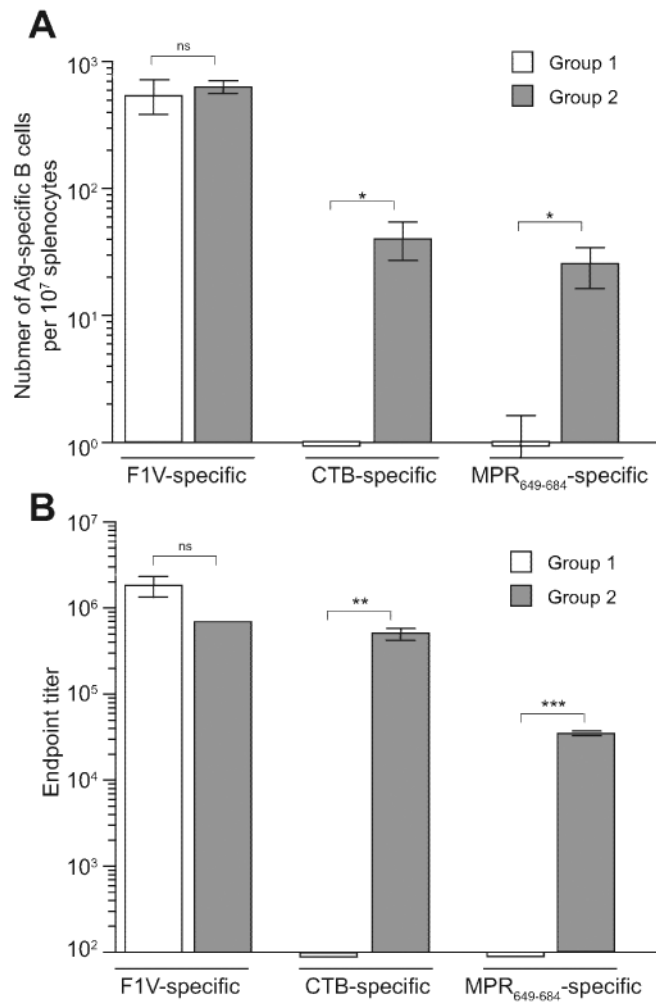 A
ns
Group 1
Group 2
*
*
10³
10²
10¹
10⁰
Nubmer of Ag-specific B cells
per 10⁷ splenocytes
F1V-specific
CTB-specific
MPR₆₄₉₋₆₈₄-specific
B
ns
Group 1
Group 2
**
***
10⁷
10⁶
10⁵
10⁴
10³
10²
Endpoint titer
F1V-specific
CTB-specific
MPR₆₄₉₋₆₈₄-specific